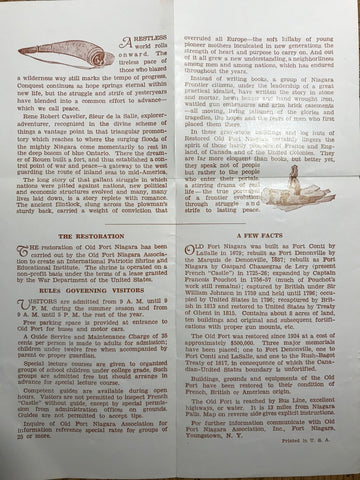 A RESTLESS
world rolls
onward. The
tireless pace of
those who blazed
a wilderness way still marks the tempo of progress.
Conquest continues as hope springs eternal within
new life, but the struggle and strife of yesteryears
have blended into a common effort to advance—
which we call peace.
Rene Robert Cavelier, Sieur de la Salle, explorer-
adventurer, recognized in the divine scheme of
things a vantage point in that triangular promon-
tory which reaches to where the surging floods of
the mighty Niagara come momentarily to rest in
the deep bosom of blue Ontario. There the dream-
er of Rouen built a fort, and thus established a con-
trol point of war and peace—a gateway to the west
guarding the route of inland seas to mid-America.
The long story of that gallant struggle in which
nations were pitted against nations, new political
and economic structures evolved and many, many
lives laid down, is a story replete with romance.
The ancient flintlock, slung across the plowman's
sturdy back, carried a weight of conviction that
overruled all Europe—the soft lullaby of young
pioneer mothers inculcated in new generations the
strength of heart and purpose to carry on. And out
of it all grew a new understanding, a neighborliness
among men and among nations, which has endured
throughout the years.
Instead of writing books, a group of Niagara
Frontier citizens, under the leadership of a great
practical idealist, have written the story in stone
and mortar, hewn timber and hand wrought iron,
wattled gun emplacements and grim brick casements
—all moving, living reminders of the glories and
tragedies, the hopes and the fears of men who first
placed them there.
In these gray-stone buildings and log huts of
Restored Old Fort Niagara certainly lingers the
spirit of those hardy pioneers of France and Eng-
land, of Canada and of the United Colonies. They
are far more eloquent than books, but better yet,
they speak not of people
but rather to the people
who enter their portals
a stirring drama of real
life—the true portrayal
of a frontier evolution
through struggle and
strife to lasting peace.
THE RESTORATION
THE restoration of Old Fort Niagara has been
carried out by the Old Fort Niagara Associa-
tion to create an International Patriotic Shrine and
Educational Institute. The shrine is operated on a
non-profit basis under the terms of a lease granted
by the War Department of the United States.
RULES GOVERNING VISITORS
VISITORS are admitted from 9 A. M. until 9
P. M. during the summer season, and from
9 A. M. until 5 P. M. the rest of the year.
Free parking space is provided at entrance to
Old Fort for buses and motor cars.
A Guide Service and Maintenance Charge of 25
cents per person is made to adults for admission;
children under twelve free when accompanied by
parent or proper guardian.
Special lecture courses are given to organized
groups of school children under college grade. Such
groups are admitted free but should arrange in
advance for special lecture course.
Competent guides are available during open
hours. Visitors are not permitted to inspect French
"Castle" without guide, except by special permis-
sion from administration offices on grounds.
Guides are not permitted to accept tips.
Inquire of Old Fort Niagara Association for
information reference special rates for groups of
20 or more.
A FEW FACTS
OLD Fort Niagara was built as Fort Conti by
LaSalle in 1679; rebuilt as Fort Denonville by
the Marquis de Denonville, 1687; rebuilt as Fort
Niagara by Gaspard Chaussegros de Lery (present
French "Castle") in 1725-26; expanded by Captain
Francois Pouchot in 1756-57 (much of Pouchot's
work still remains); captured by British under Sir
William Johnson in 1759 and held until 1796; occu-
pied by United States in 1796; recaptured by Brit-
ish in 1813 and restored to United States by Treaty
of Ghent in 1815. Contains about 2 acres of land,
ten buildings and original and subsequent fortifi-
cations with proper gun mounts, etc.
Old Fort was restored since 1924 at a cost of
approximately $500,000. Three major memorials
have been placed; one to Fort Denonville, one to
Fort Conti and LaSalle, and one to the Rush-Bagot
Treaty of 1817, in consequence of which the Cana-
dian-United States boundary is unfortified.
Buildings, grounds and equipments of the Old
Fort have been restored to their condition of
French, British or American origin.
The Old Fort is reached by Bus Line, excellent
highways, or water. It is 13 miles from Niagara
Falls. Map on reverse side gives explicit instructions.
For further information communicate with Old
Fort Niagara Association, Inc., Fort Niagara,
Youngstown, N. Y.
Printed in U. S. A.